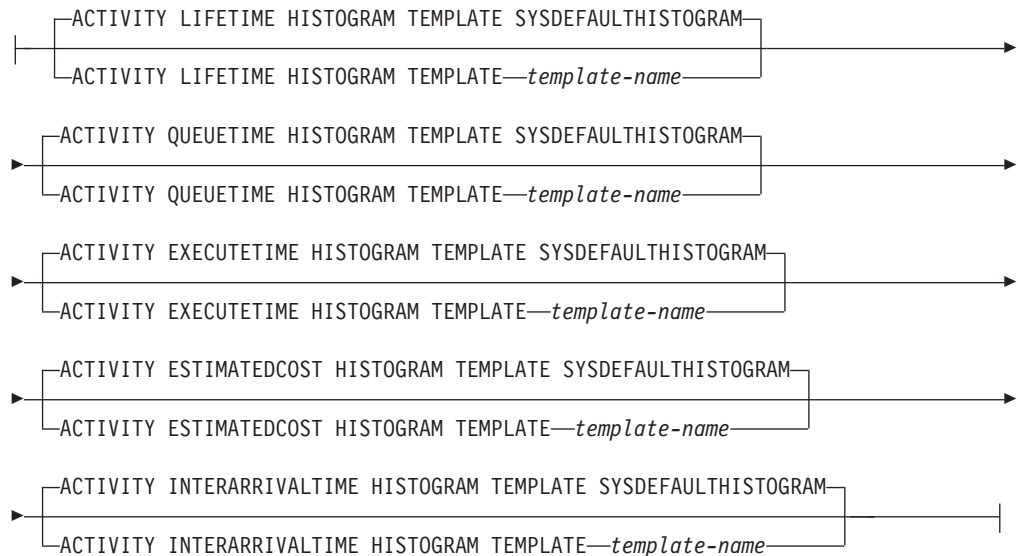 ACTIVITY LIFETIME HISTOGRAM TEMPLATE SYSDEFAULTHISTOGRAM
ACTIVITY LIFETIME HISTOGRAM TEMPLATE template-name
ACTIVITY QUEUETIME HISTOGRAM TEMPLATE SYSDEFAULTHISTOGRAM
ACTIVITY QUEUETIME HISTOGRAM TEMPLATE template-name
ACTIVITY EXECUTETIME HISTOGRAM TEMPLATE SYSDEFAULTHISTOGRAM
ACTIVITY EXECUTETIME HISTOGRAM TEMPLATE template-name
ACTIVITY ESTIMATEDCOST HISTOGRAM TEMPLATE SYSDEFAULTHISTOGRAM
ACTIVITY ESTIMATEDCOST HISTOGRAM TEMPLATE template-name
ACTIVITY INTERARRIVALTIME HISTOGRAM TEMPLATE SYSDEFAULTHISTOGRAM
ACTIVITY INTERARRIVALTIME HISTOGRAM TEMPLATE template-name